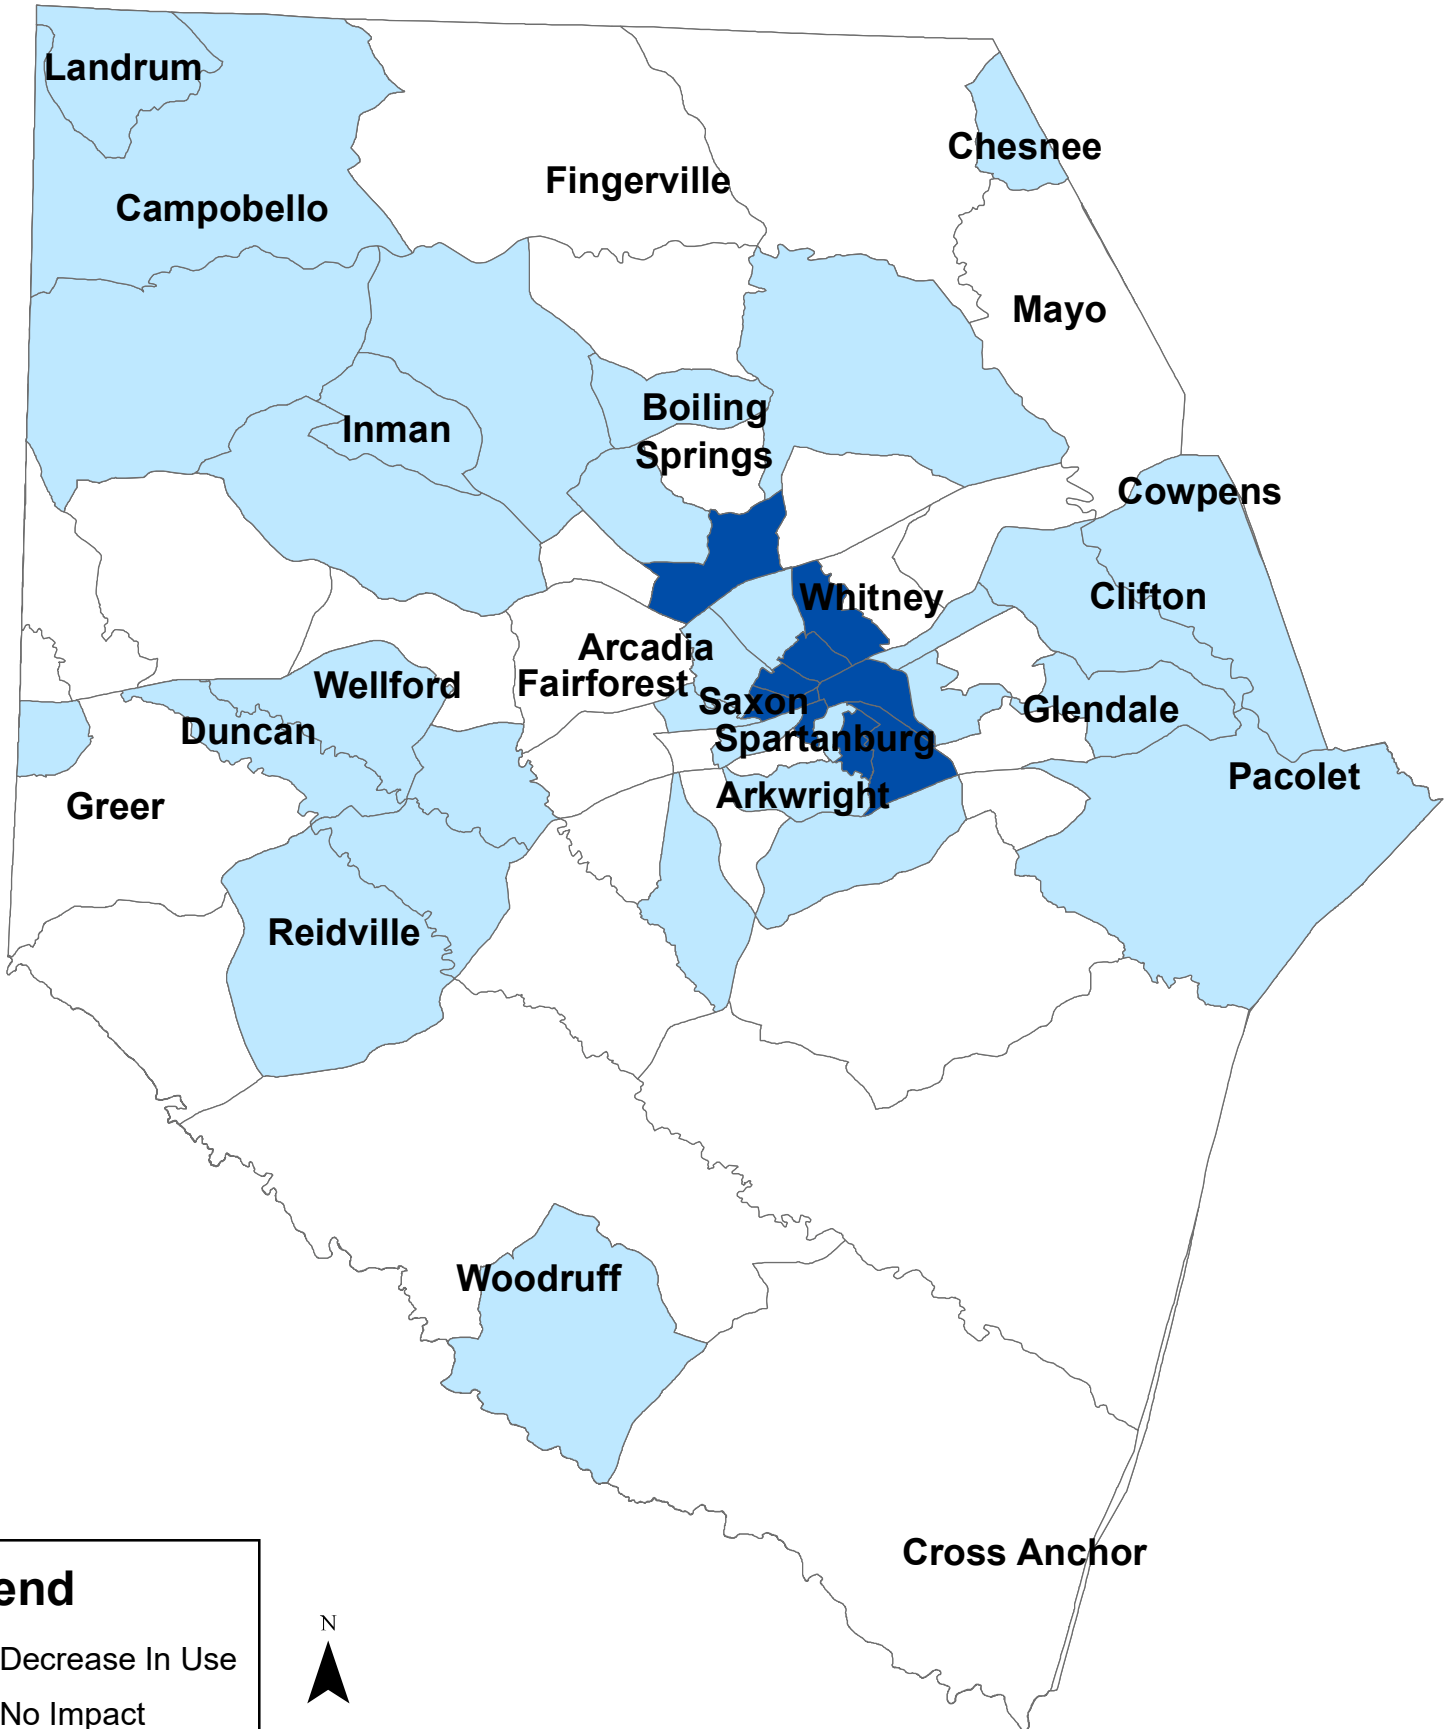 Landrum
Chesnee
Fingerville
Campobello
Mayo
Boiling
Springs
Inman
Cowpens
Clifton
Whitney
Arcadia
Fairforest
Wellford
Saxon
Glendale
Duncan
Spartanburg
Pacolet
Greer
Arkwright
Reidville
Woodruff
Cross Anchor
end
N
Decrease In Use
No Impact